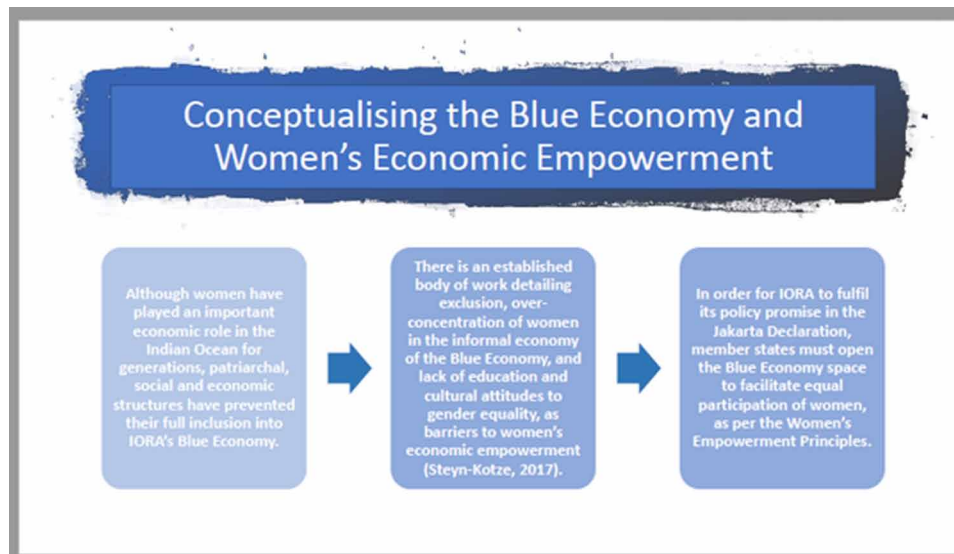 Conceptualising the Blue Economy and
Women's Economic Empowerment
Although women have
played an important
economic role in the
Indian Ocean for
generations, patriarchal,
social and economic
structures have prevented
their full inclusion into
IORA's Blue Economy.
There is an established
body of work detailing
exclusion, over-
concentration of women
in the informal economy
of the Blue Economy, and
lack of education and
cultural attitudes to
gender equality, as
barriers to women's
economic empowerment
(Steyn-Kotze, 2017).
In order for IORA to fulfil
its policy promise in the
Jakarta Declaration,
member states must open
the Blue Economy space
to facilitate equal
participation of women,
as per the Women's
Empowerment Principles.